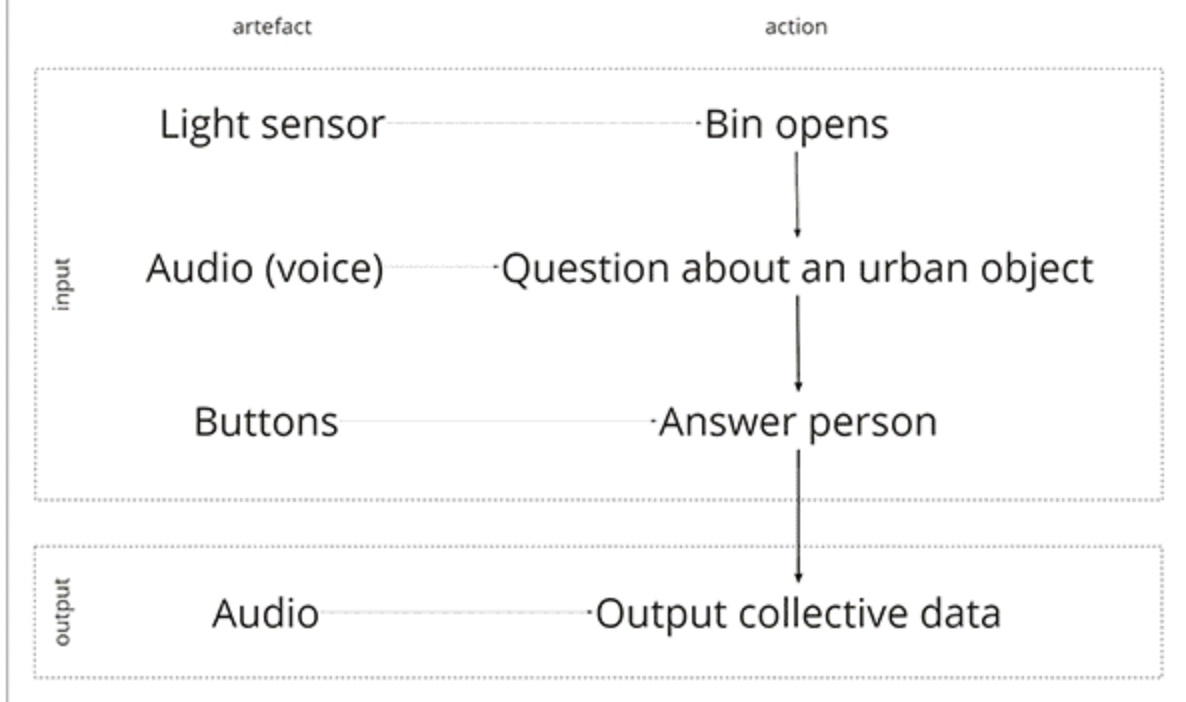 artefact action
Light sensor Bin opens
input
Audio (voice) Question about an urban object
Buttons Answer person
output
Audio Output collective data